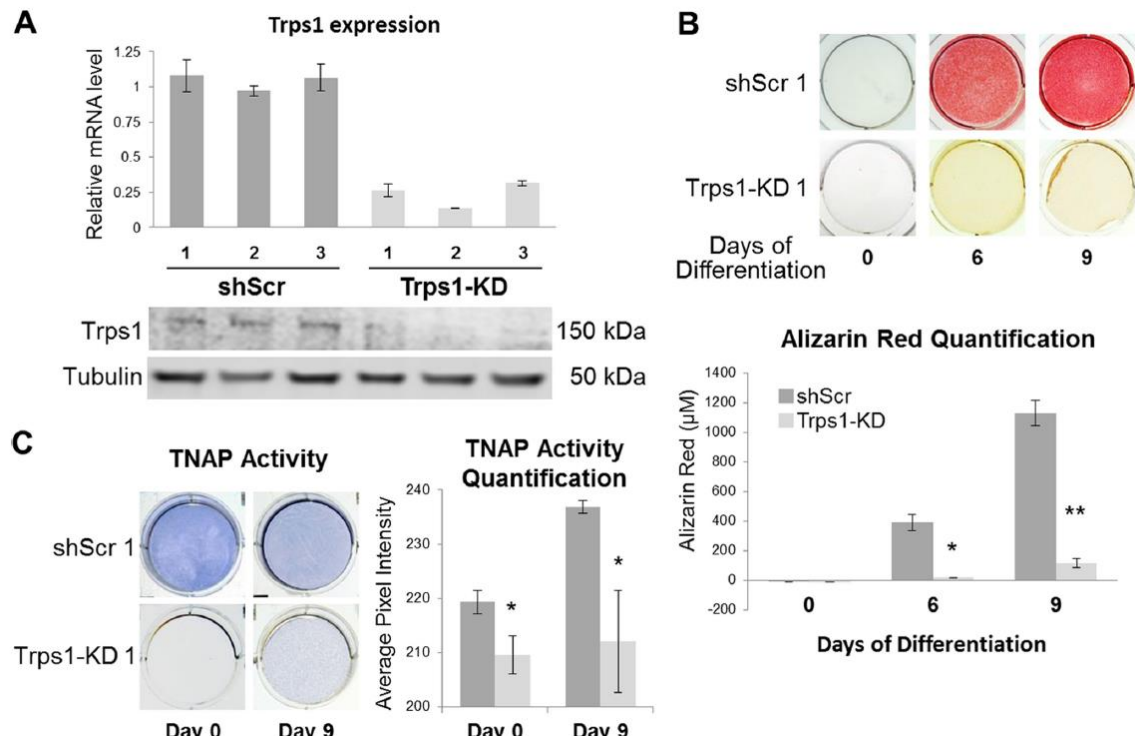 A
Trps1 expression
Relative mRNA level
1.25
1
0.75
0.5
0.25
0
1 2 3 1 2 3
shScr Trps1-KD
Trps1 150 kDa
Tubulin 50 kDa
B
shScr 1
Trps1-KD 1
Days of Differentiation 0 6 9
Alizarin Red Quantification
Alizarin Red (µM)
1400
1200
1000
800
600
400
200
0
-200
shScr
Trps1-KD
*
**
0 6 9
Days of Differentiation
C
TNAP Activity
shScr 1
Trps1-KD 1
Day 0 Day 9
TNAP Activity
Quantification
Average Pixel Intensity
240
230
220
210
200
*
*
Day 0 Day 9